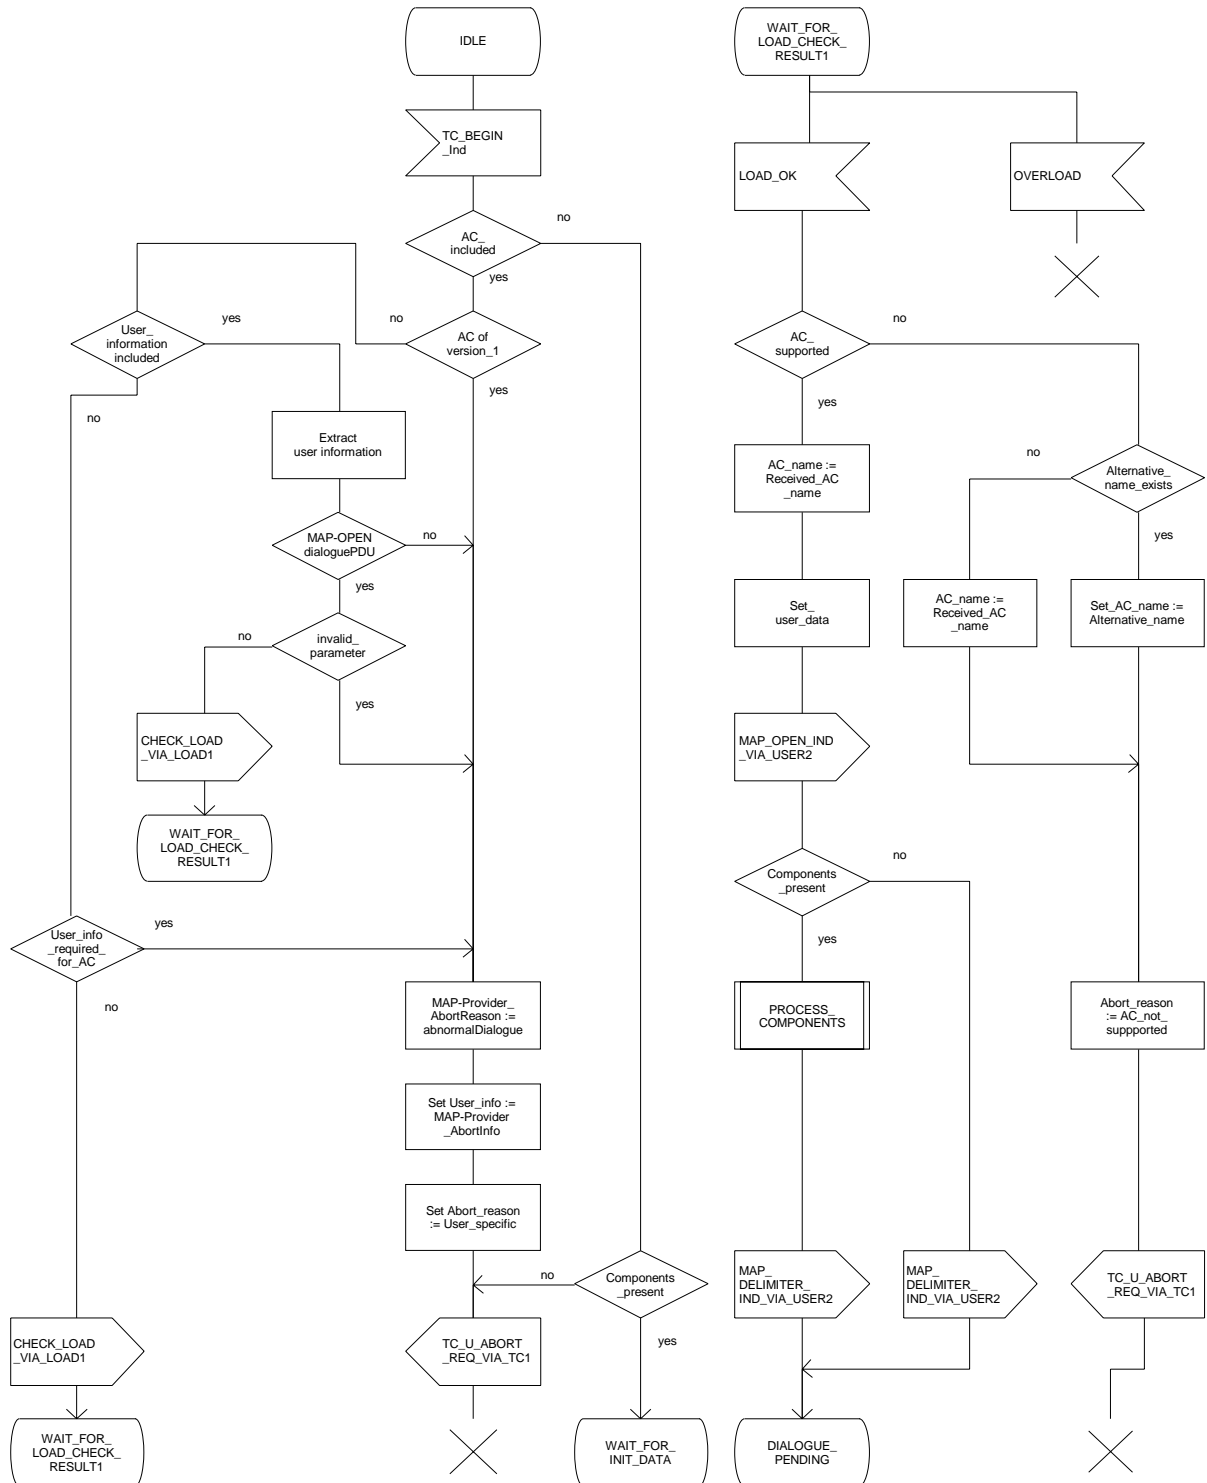 IDLE
TC_BEGIN
_Ind
AC_
included
no
yes
AC of
version_1
no
yes
User_
information
included
yes
no
Extract
user information
MAP-OPEN
dialoguePDU
no
yes
invalid_
parameter
no
yes
CHECK_LOAD
_VIA_LOAD1
WAIT_FOR_
LOAD_CHECK_
RESULT1
User_info
_required_
for_AC
yes
no
MAP-Provider_
AbortReason :=
abnormalDialogue
Set User_info :=
MAP-Provider
_AbortInfo
Set Abort_reason
:= User_specific
Components
_present
no
yes
CHECK_LOAD
_VIA_LOAD1
TC_U_ABORT
_REQ_VIA_TC1
WAIT_FOR_
LOAD_CHECK_
RESULT1
WAIT_FOR_
INIT_DATA
WAIT_FOR_
LOAD_CHECK_
RESULT1
LOAD_OK
OVERLOAD
AC_
supported
no
yes
AC_name :=
Received_AC
_name
Alternative_
name_exists
no
yes
Set_
user_data
AC_name :=
Received_AC
_name
Set_AC_name :=
Alternative_name
MAP_OPEN_IND
_VIA_USER2
Components
_present
no
yes
PROCESS_
COMPONENTS
Abort_reason
:= AC_not_
suppported
MAP_
DELIMITER_
IND_VIA_USER2
MAP_
DELIMITER_
IND_VIA_USER2
TC_U_ABORT
_REQ_VIA_TC1
DIALOGUE_
PENDING